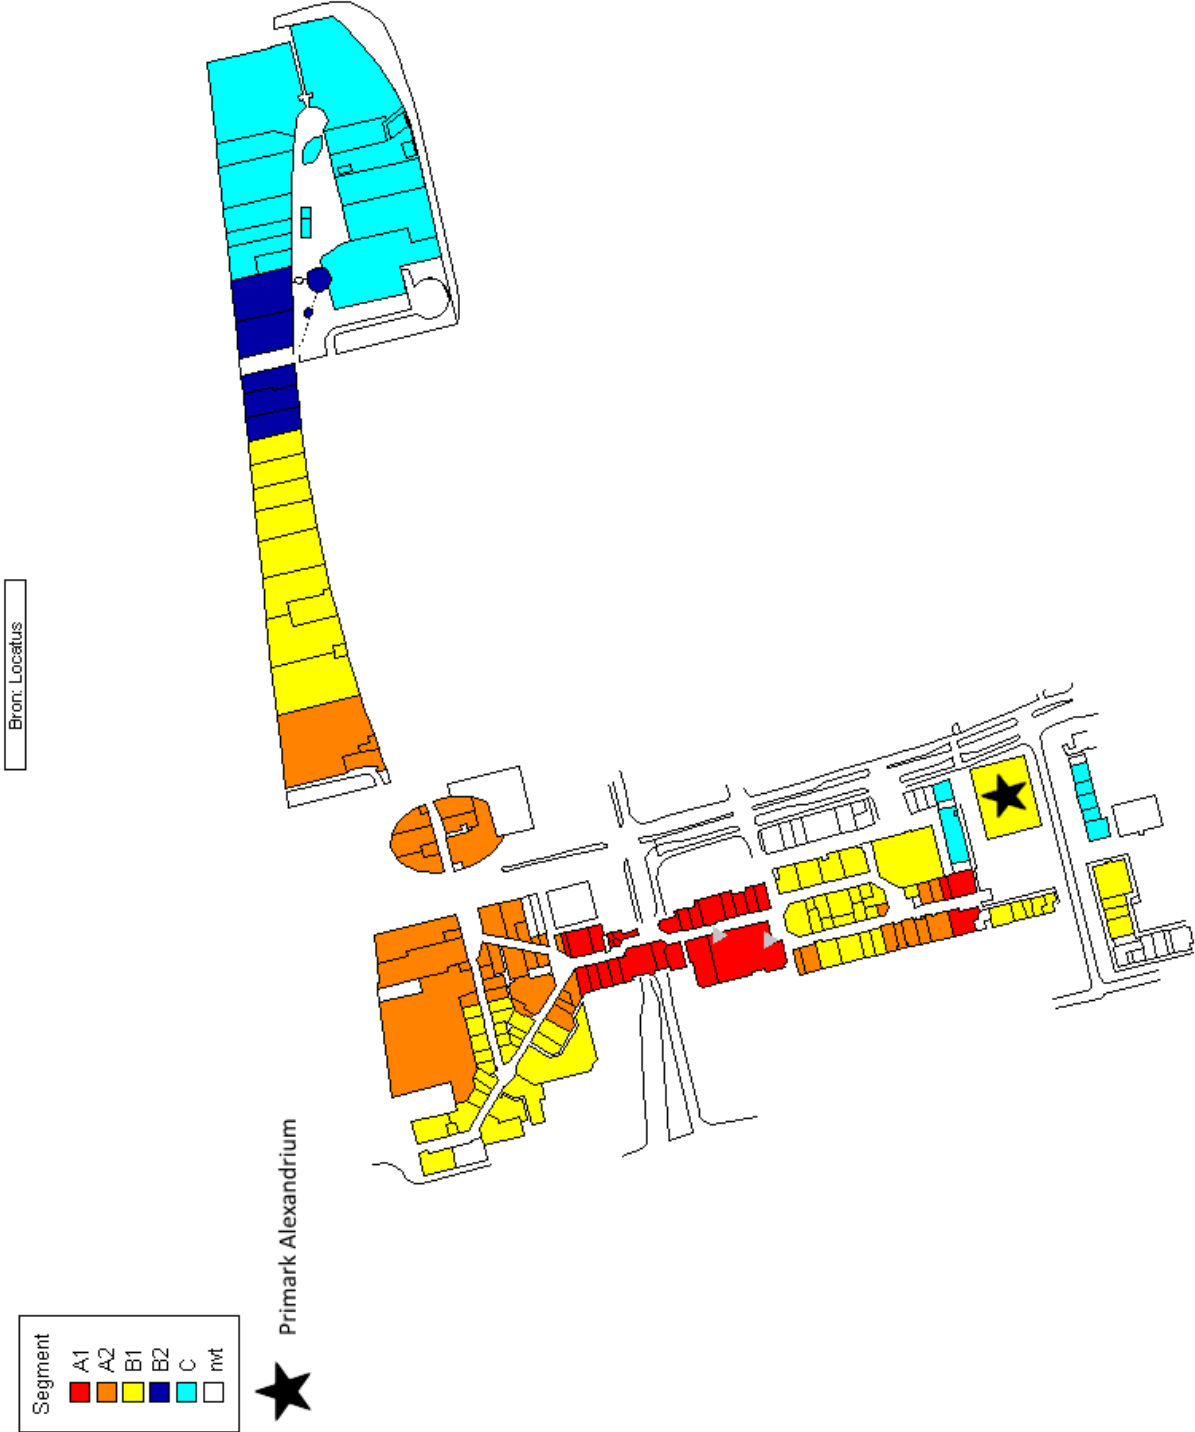 Bron: Locatus
Segment
A1
A2
B1
B2
C
nvt
Primark Alexandrium